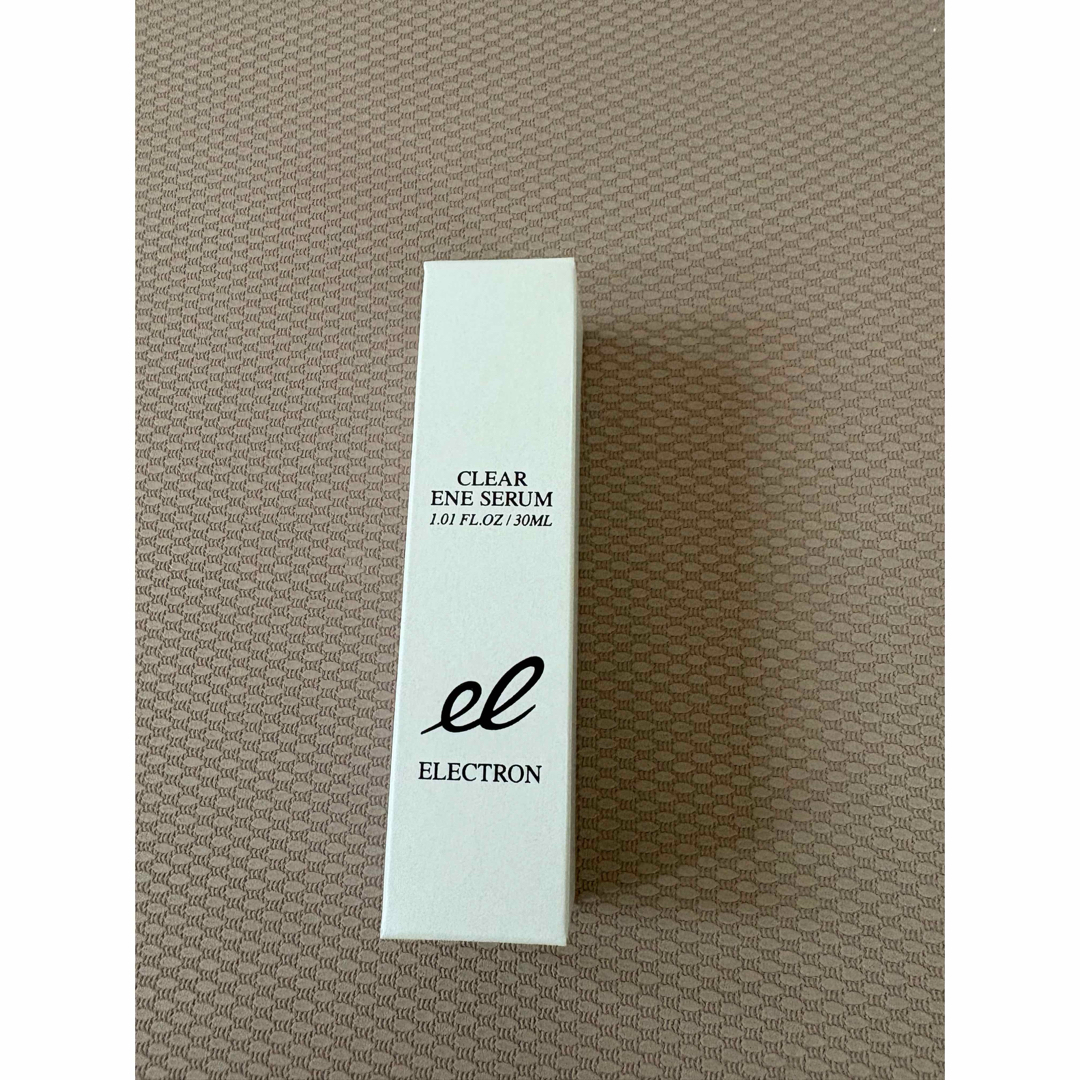 CLEAR
ENE SERUM
1.01 FL.OZ / 30ML
el
ELECTRON